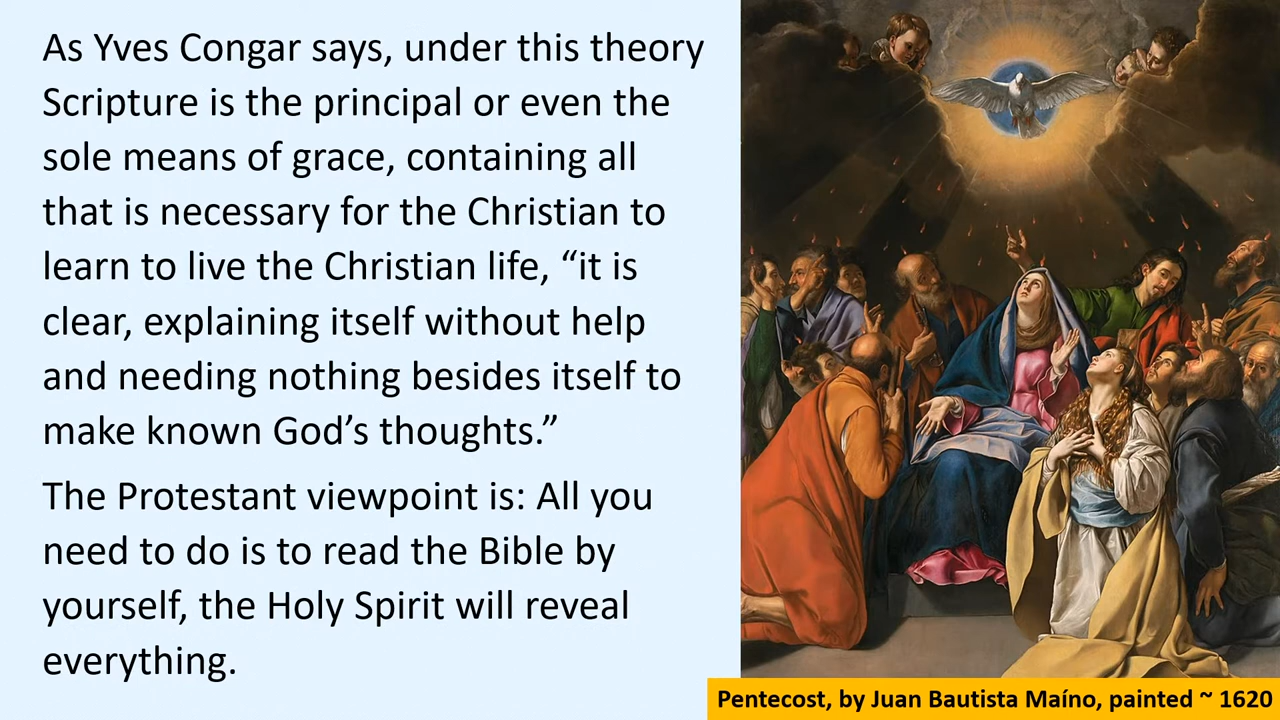 As Yves Congar says, under this theory
Scripture is the principal or even the
sole means of grace, containing all
that is necessary for the Christian to
learn to live the Christian life, “it is
clear, explaining itself without help
and needing nothing besides itself to
make known God’s thoughts.”
The Protestant viewpoint is: All you
need to do is to read the Bible by
yourself, the Holy Spirit will reveal
everything.
Pentecost, by Juan Bautista Maíno, painted ~ 1620